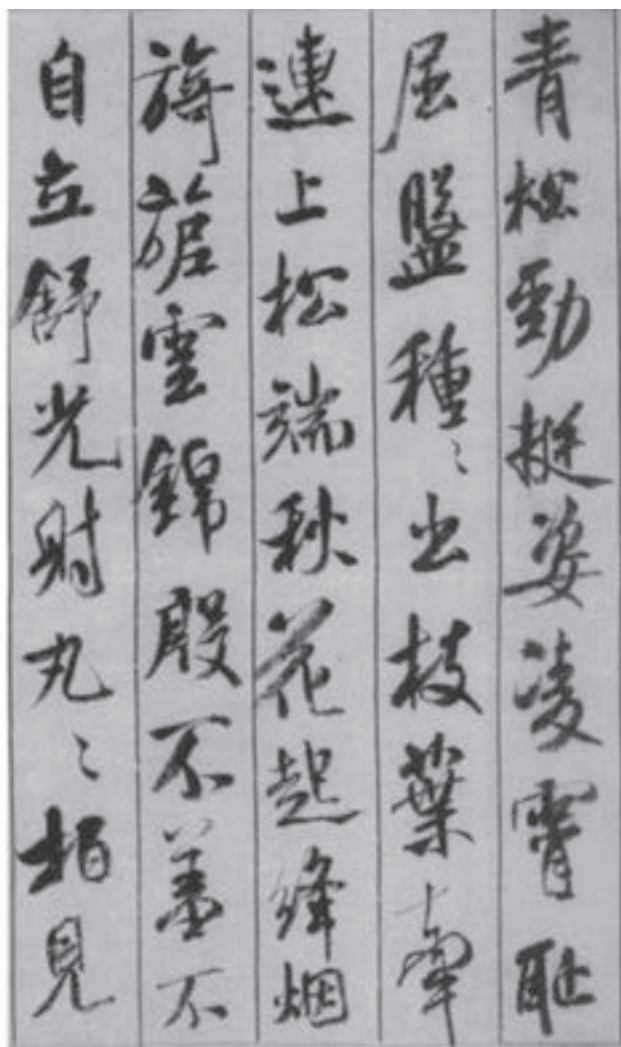 青松勁挺姿凌霄恥
屈盤種〻出枝葉牽
連上松端秋花起絳烟
旖旎雲錦殷不羞不
自立舒光射丸〻柏見